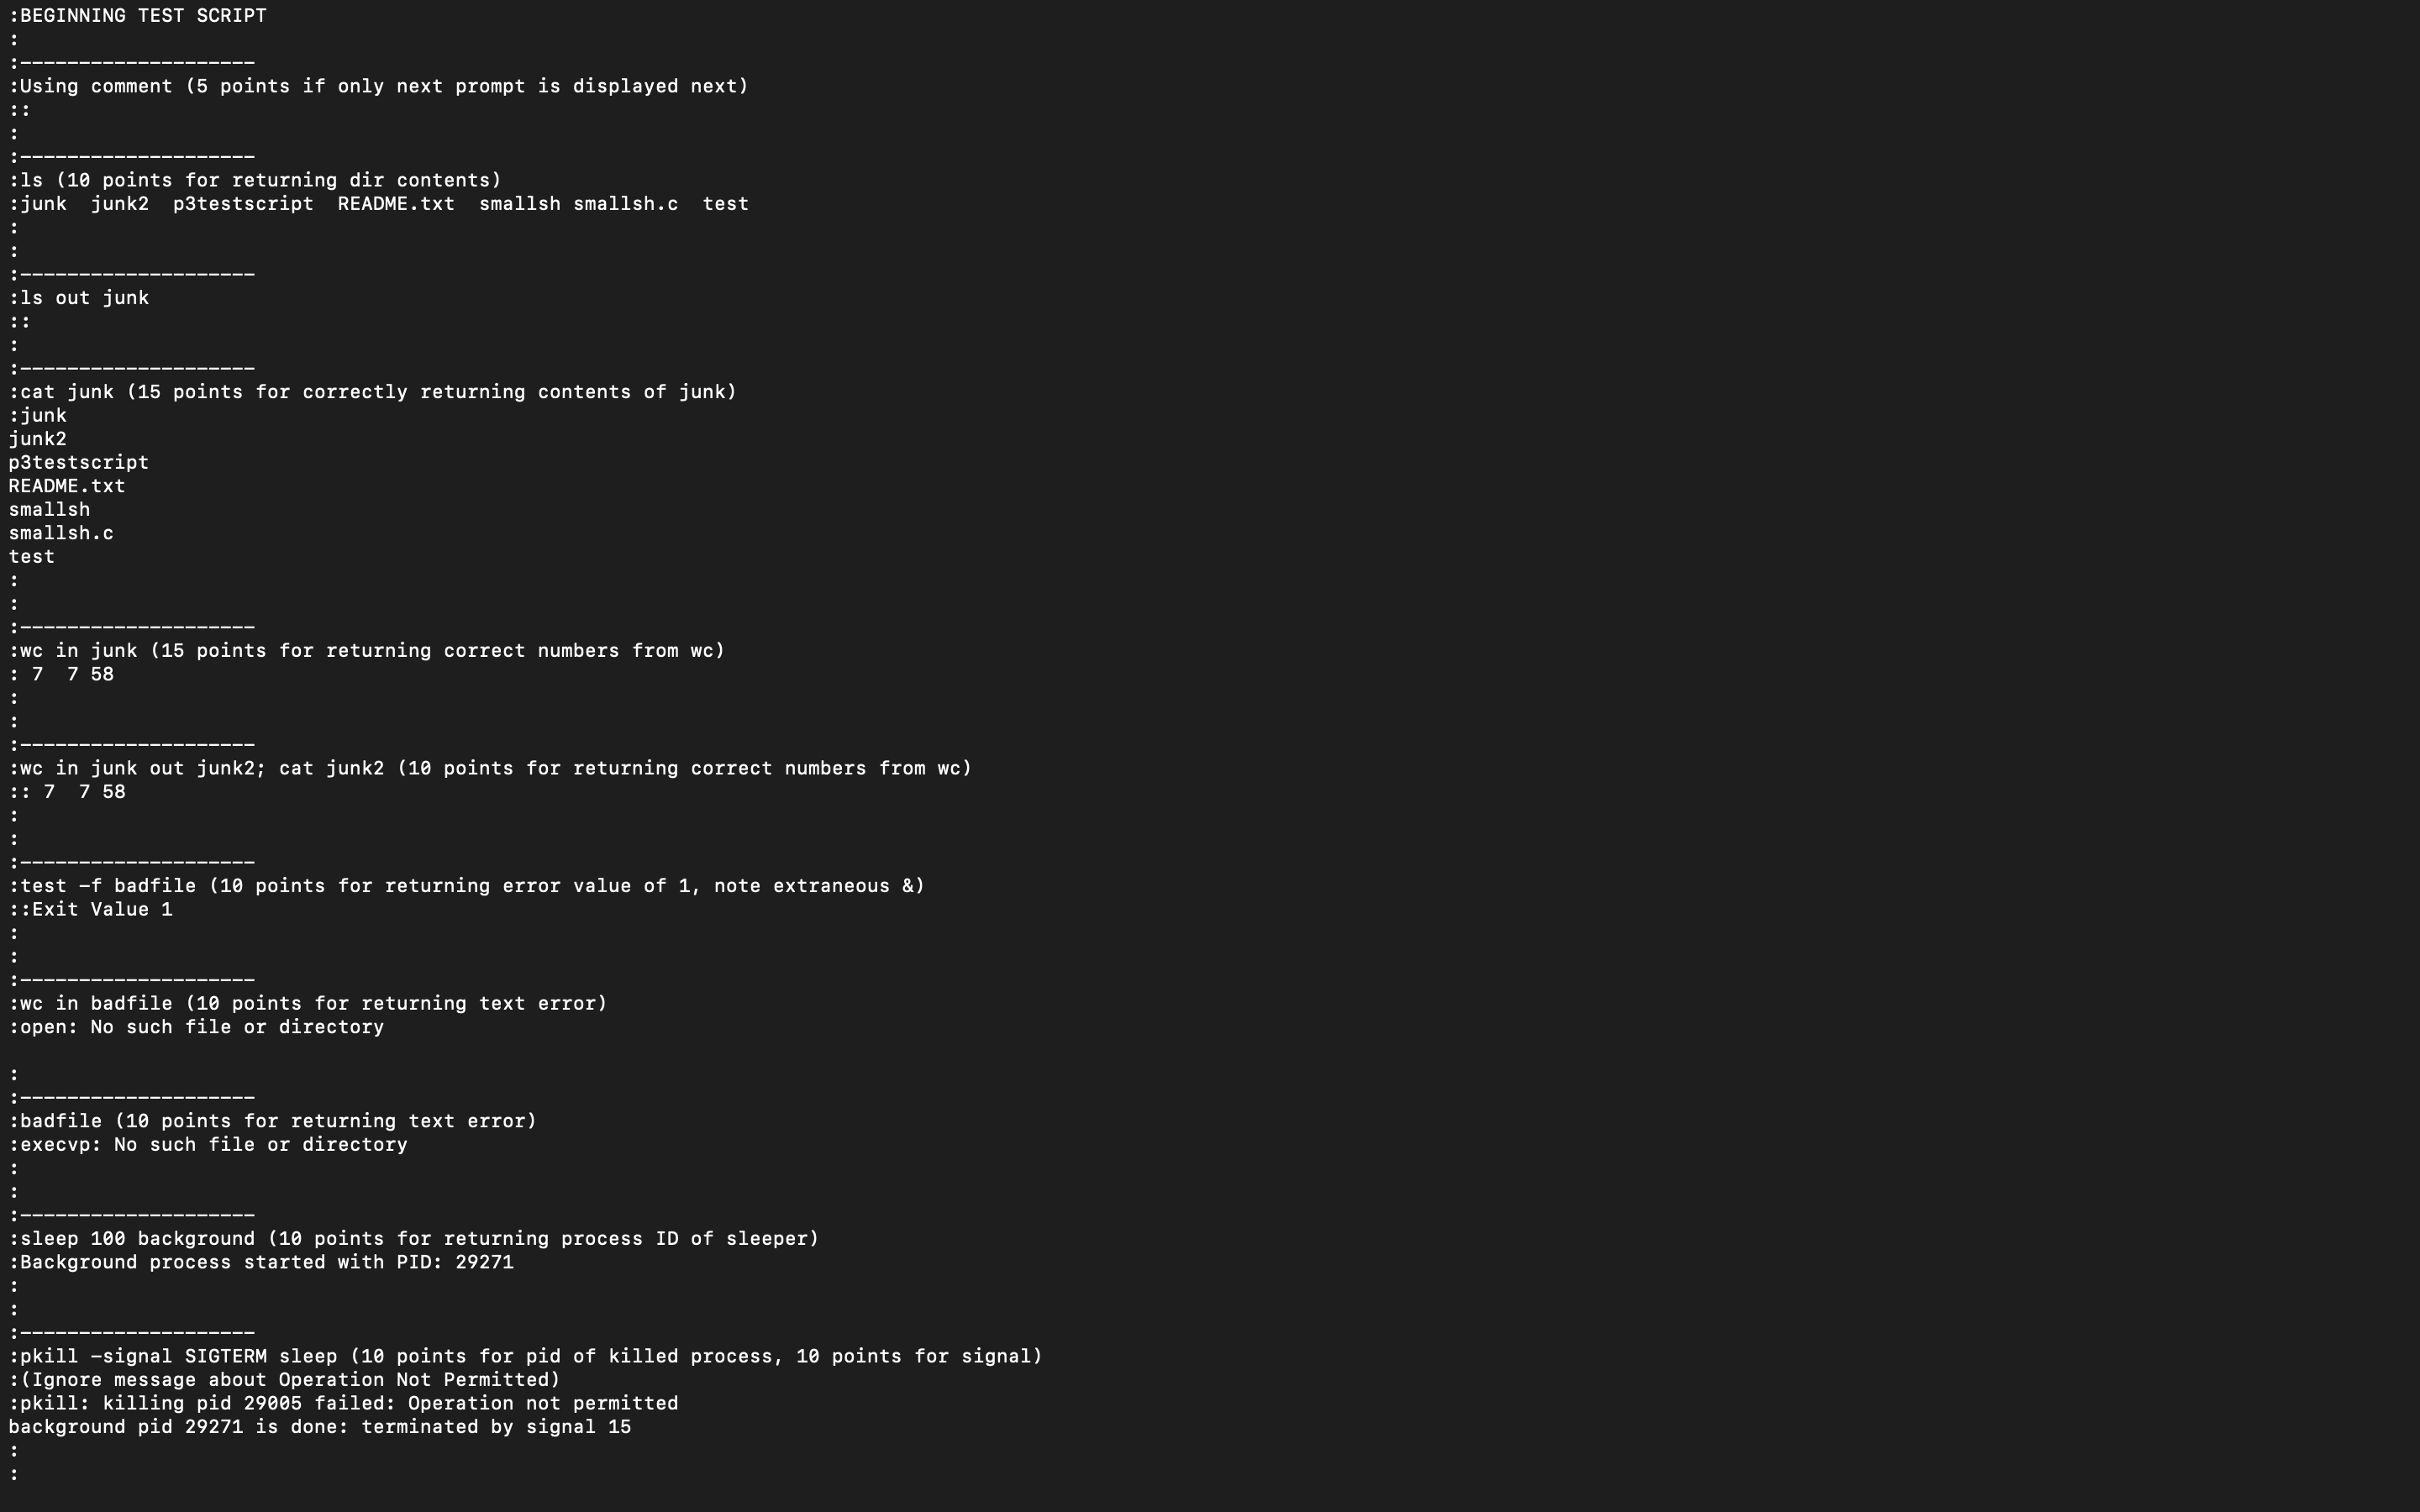 :BEGINNING TEST SCRIPT
:
:--------------------
:Using comment (5 points if only next prompt is displayed next)
::
:
:--------------------
:ls (10 points for returning dir contents)
:junk  junk2  p3testscript  README.txt  smallsh smallsh.c  test
:
:
:--------------------
:ls out junk
::
:
:--------------------
:cat junk (15 points for correctly returning contents of junk)
:junk
junk2
p3testscript
README.txt
smallsh
smallsh.c
test
:
:
:--------------------
:wc in junk (15 points for returning correct numbers from wc)
: 7  7 58
:
:
:--------------------
:wc in junk out junk2; cat junk2 (10 points for returning correct numbers from wc)
:: 7  7 58
:
:
:--------------------
:test -f badfile (10 points for returning error value of 1, note extraneous &)
::Exit Value 1
:
:
:--------------------
:wc in badfile (10 points for returning text error)
:open: No such file or directory

:
:--------------------
:badfile (10 points for returning text error)
:execvp: No such file or directory
:
:
:--------------------
:sleep 100 background (10 points for returning process ID of sleeper)
:Background process started with PID: 29271
:
:
:--------------------
:pkill -signal SIGTERM sleep (10 points for pid of killed process, 10 points for signal)
:(Ignore message about Operation Not Permitted)
:pkill: killing pid 29005 failed: Operation not permitted
background pid 29271 is done: terminated by signal 15
:
: